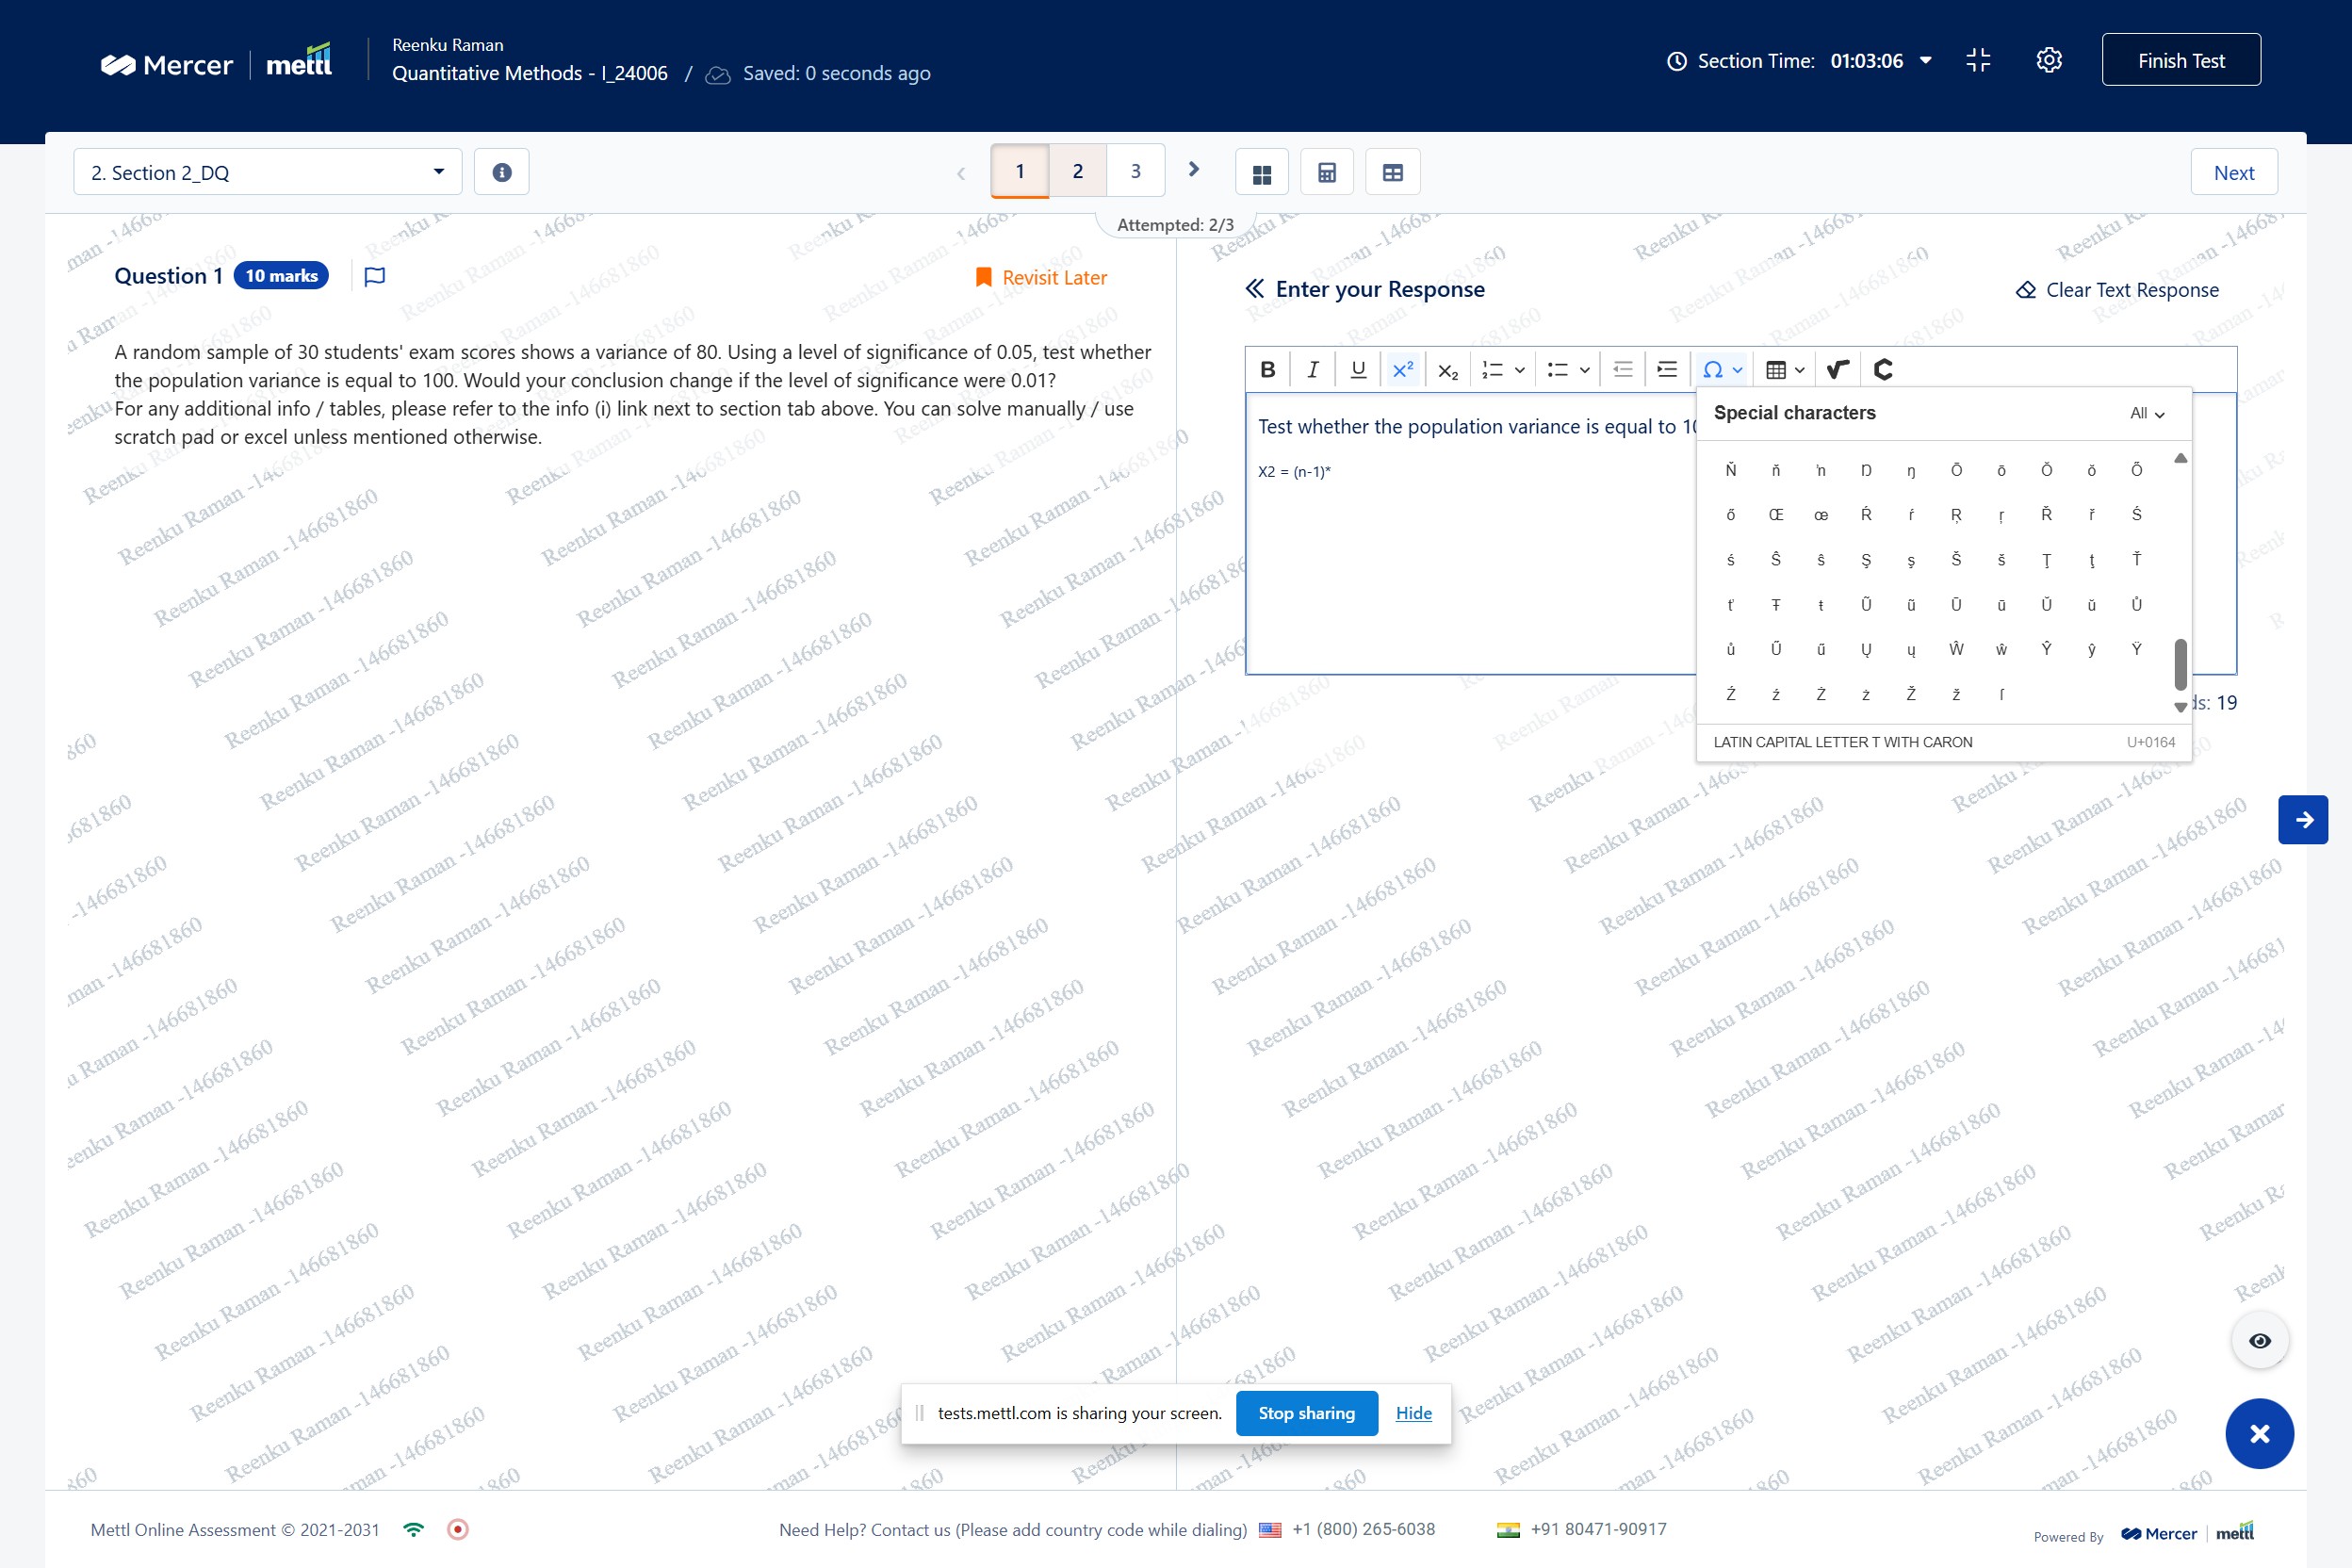 Mercer | mettl
Reenku Raman
Quantitative Methods - I_24006 / Saved: 0 seconds ago
Section Time: 01:03:06
Finish Test
2. Section 2_DQ
1 2 3
Next
Attempted: 2/3
Question 1 10 marks
Revisit Later
A random sample of 30 students' exam scores shows a variance of 80. Using a level of significance of 0.05, test whether
the population variance is equal to 100. Would your conclusion change if the level of significance were 0.01?
For any additional info / tables, please refer to the info (i) link next to section tab above. You can solve manually / use
scratch pad or excel unless mentioned otherwise.
Enter your Response
Clear Text Response
B I U x² x₂ Ω
Test whether the population variance is equal to 10
X2 = (n-1)*
Special characters
All
Ň ň ŉ Ŋ ŋ Ō ō Ŏ ŏ Ő
ő Œ œ Ŕ ŕ Ŗ ŗ Ř ř Ś
ś Ŝ ŝ Ş ş Š š Ţ ţ Ť
ť Ŧ ŧ Ũ ũ Ū ū Ŭ ŭ Ů
ů Ű ű Ų ų Ŵ ŵ Ŷ ŷ Ÿ
Ź ź Ż ż Ž ž ſ
LATIN CAPITAL LETTER T WITH CARON U+0164
ds: 19
Reenku Raman -146681860
tests.mettl.com is sharing your screen.
Stop sharing
Hide
Mettl Online Assessment © 2021-2031
Need Help? Contact us (Please add country code while dialing) +1 (800) 265-6038 +91 80471-90917
Powered By Mercer | mettl